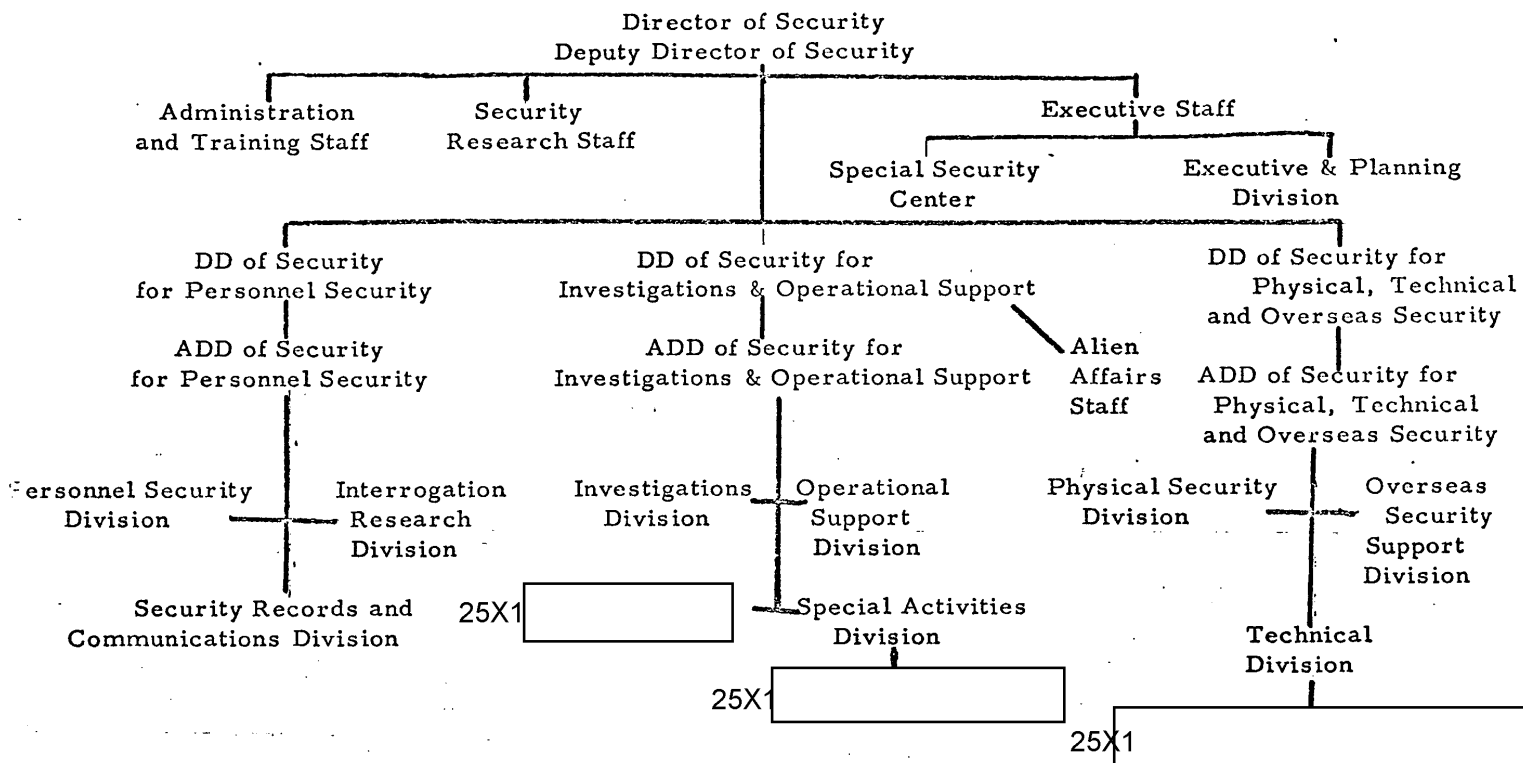 Director of Security
Deputy Director of Security
Administration
and Training Staff
Security
Research Staff
Executive Staff
Special Security
Center
Executive & Planning
Division
DD of Security
for Personnel Security
DD of Security for
Investigations & Operational Support
DD of Security for
Physical, Technical
and Overseas Security
ADD of Security
for Personnel Security
ADD of Security for
Investigations & Operational Support
Alien
Affairs
Staff
ADD of Security for
Physical, Technical
and Overseas Security
Personnel Security
Division
Interrogation
Research
Division
Investigations
Division
Operational
Support
Division
Physical Security
Division
Overseas
Security
Support
Division
Security Records and
Communications Division
25X1
Special Activities
Division
Technical
Division
25X1
25X1